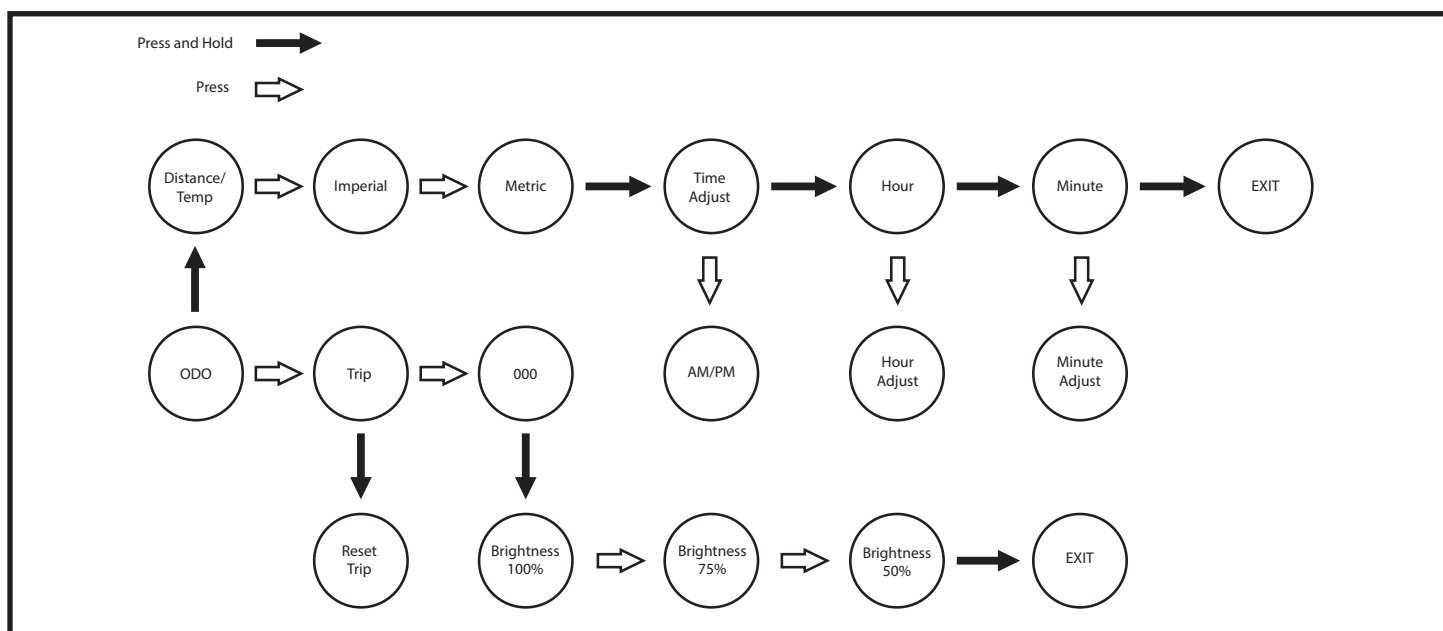 Press and Hold
Press
Distance/
Temp
Imperial
Metric
Time
Adjust
Hour
Minute
EXIT
ODO
Trip
000
AM/PM
Hour
Adjust
Minute
Adjust
Reset
Trip
Brightness
100%
Brightness
75%
Brightness
50%
EXIT